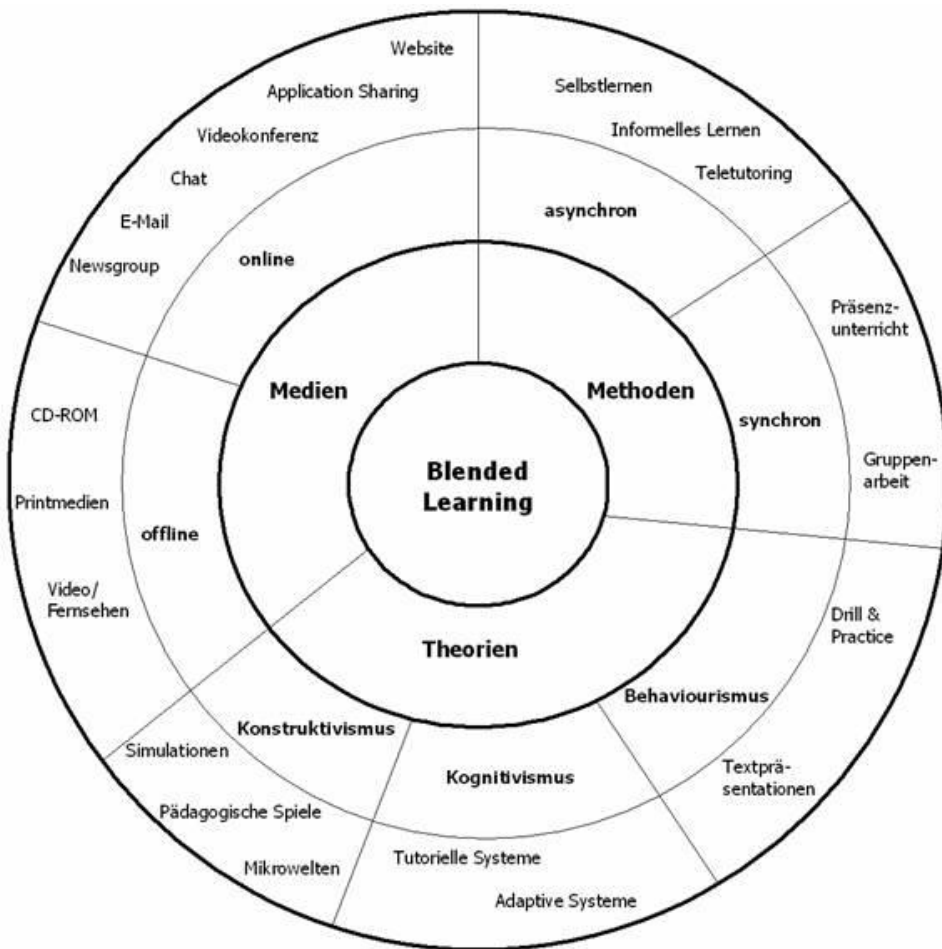 Website
Application Sharing
Videokonferenz
Chat
E-Mail
Newsgroup
online
Selbstlernen
Informelles Lernen
Teletutoring
asynchron
Präsenz-
unterricht
Gruppen-
arbeit
synchron
Medien
Methoden
Blended
Learning
CD-ROM
Printmedien
Video/
Fernsehen
offline
Theorien
Behaviourismus
Drill &
Practice
Textprä-
sentationen
Kognitivismus
Tutorielle Systeme
Adaptive Systeme
Konstruktivismus
Simulationen
Pädagogische Spiele
Mikrowelten